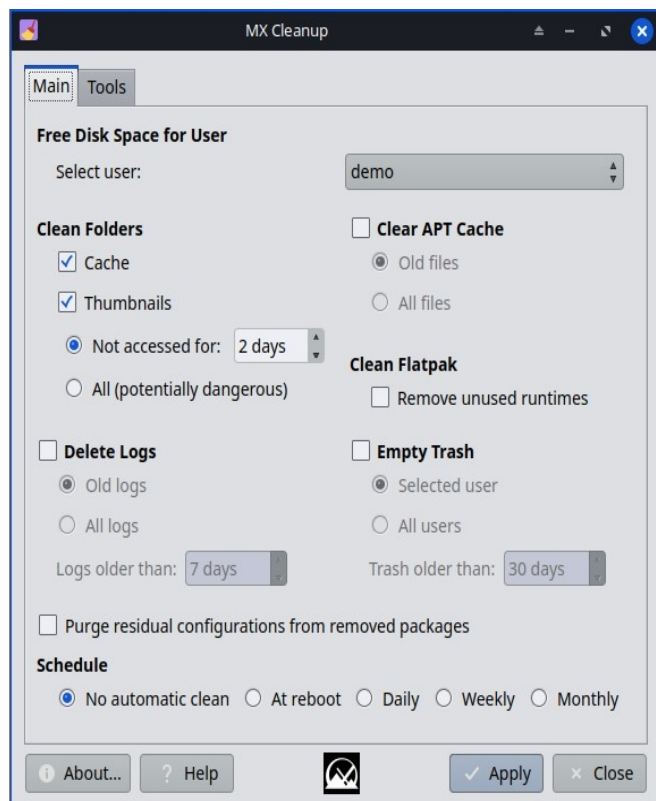 MX Cleanup
Main Tools
Free Disk Space for User
Select user: demo
Clean Folders
Cache
Thumbnails
Not accessed for: 2 days
All (potentially dangerous)
Clear APT Cache
Old files
All files
Clean Flatpak
Remove unused runtimes
Delete Logs
Old logs
All logs
Logs older than: 7 days
Empty Trash
Selected user
All users
Trash older than: 30 days
Purge residual configurations from removed packages
Schedule
No automatic clean At reboot Daily Weekly Monthly
About... ? Help Apply Close